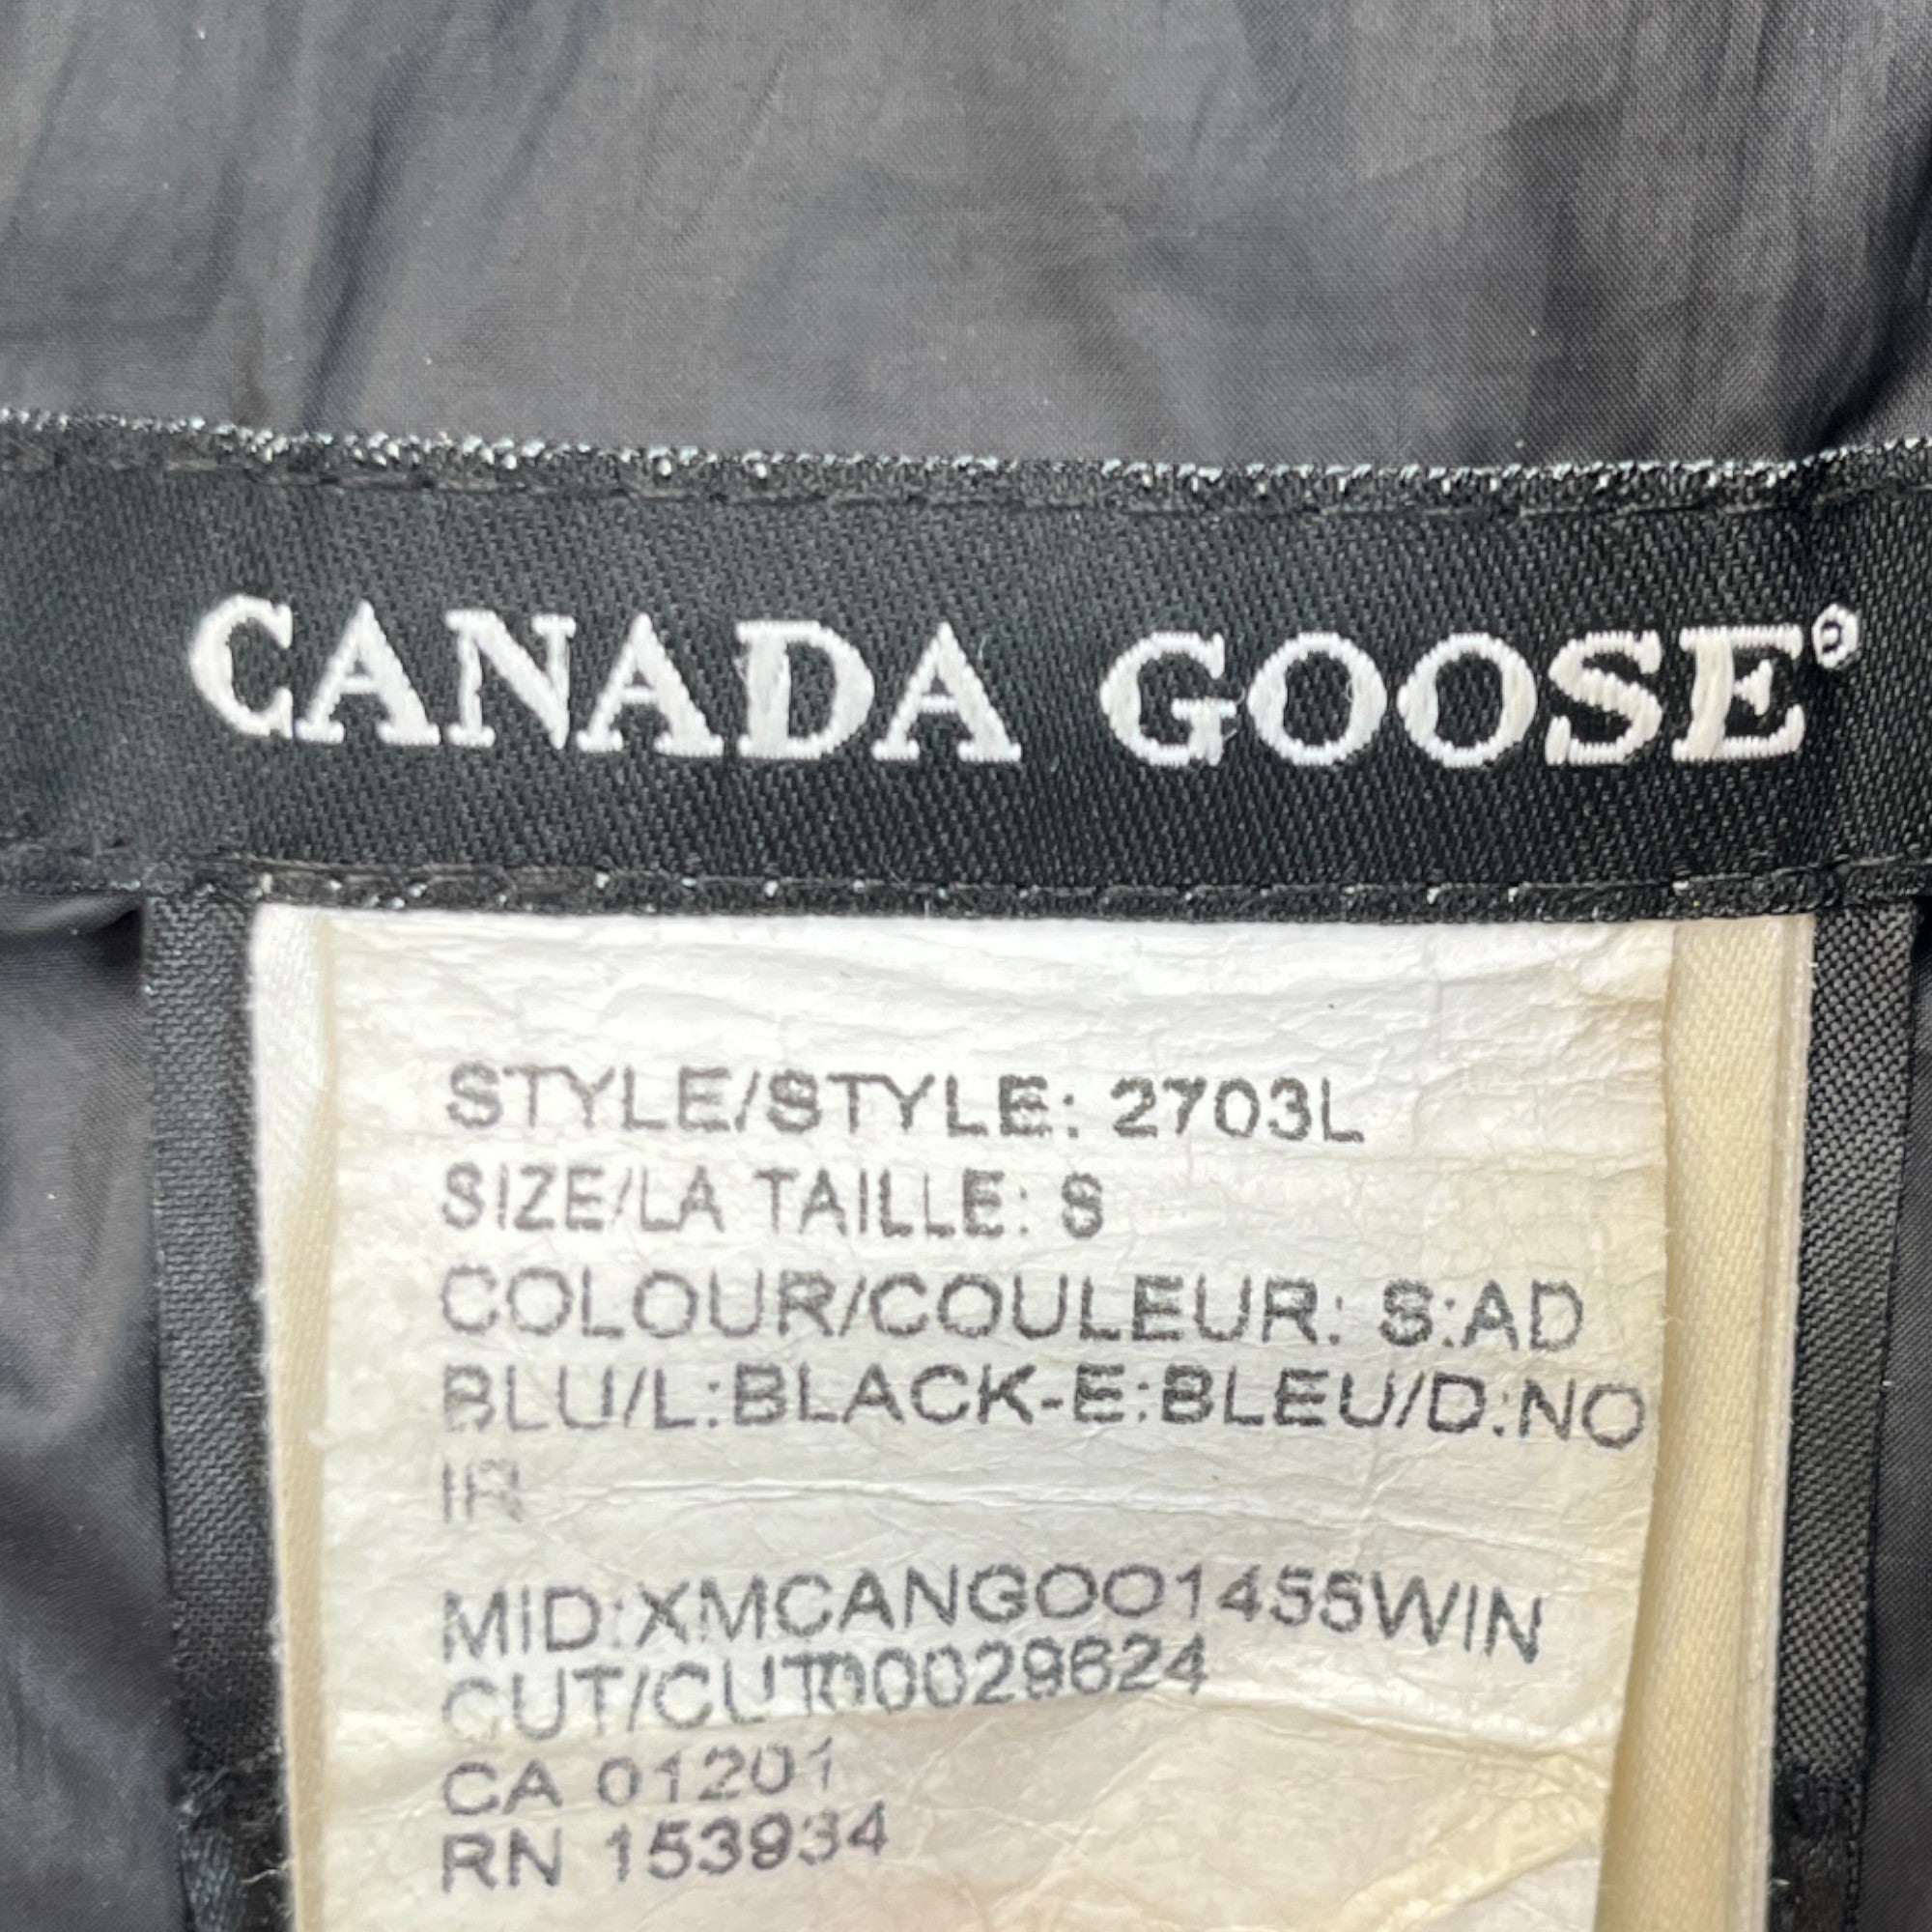 CANADA GOOSE®
STYLE/STYLE: 2703L
SIZE/LA TAILLE: S
COLOUR/COULEUR: S:AD
BLU/L:BLACK-E:BLEU/D:NO
IR
MID:XMCANGOO1455WIN
CUT/CUT00029624
CA 01201
RN 153934